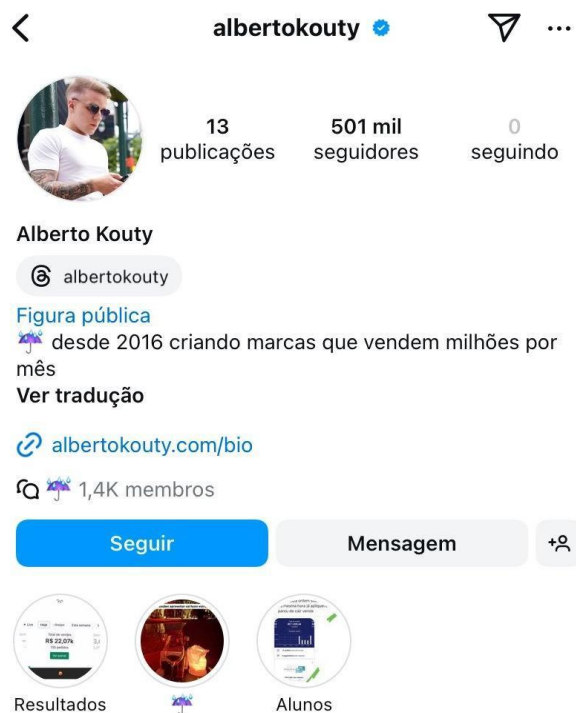 albertokouty
13 501 mil 0
publicações seguidores seguindo
Alberto Kouty
albertokouty
Figura pública
☔ desde 2016 criando marcas que vendem milhões por
mês
Ver tradução
albertokouty.com/bio
☔ 1,4K membros
Seguir Mensagem
R$ 22,07k
Resultados ☔ Alunos